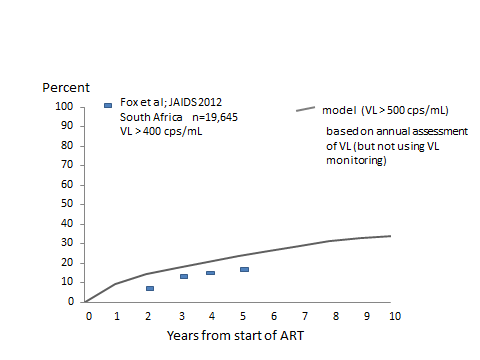 Percent
Fox et al; JAIDS 2012
South Africa n=19,645
VL > 400 cps/mL
model (VL > 500 cps/mL)
based on annual assessment
of VL (but not using VL
monitoring)
100
90
80
70
60
50
40
30
20
10
0
0 1 2 3 4 5 6 7 8 9 10
Years from start of ART